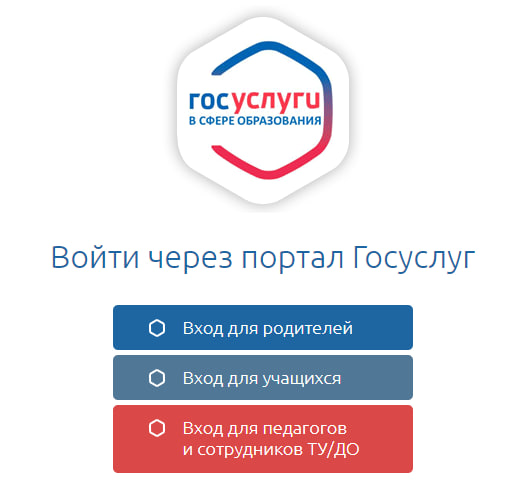 госуслуги
В СФЕРЕ ОБРАЗОВАНИЯ
Войти через портал Госуслуг
Вход для родителей
Вход для учащихся
Вход для педагогов
и сотрудников ТУ/ДО